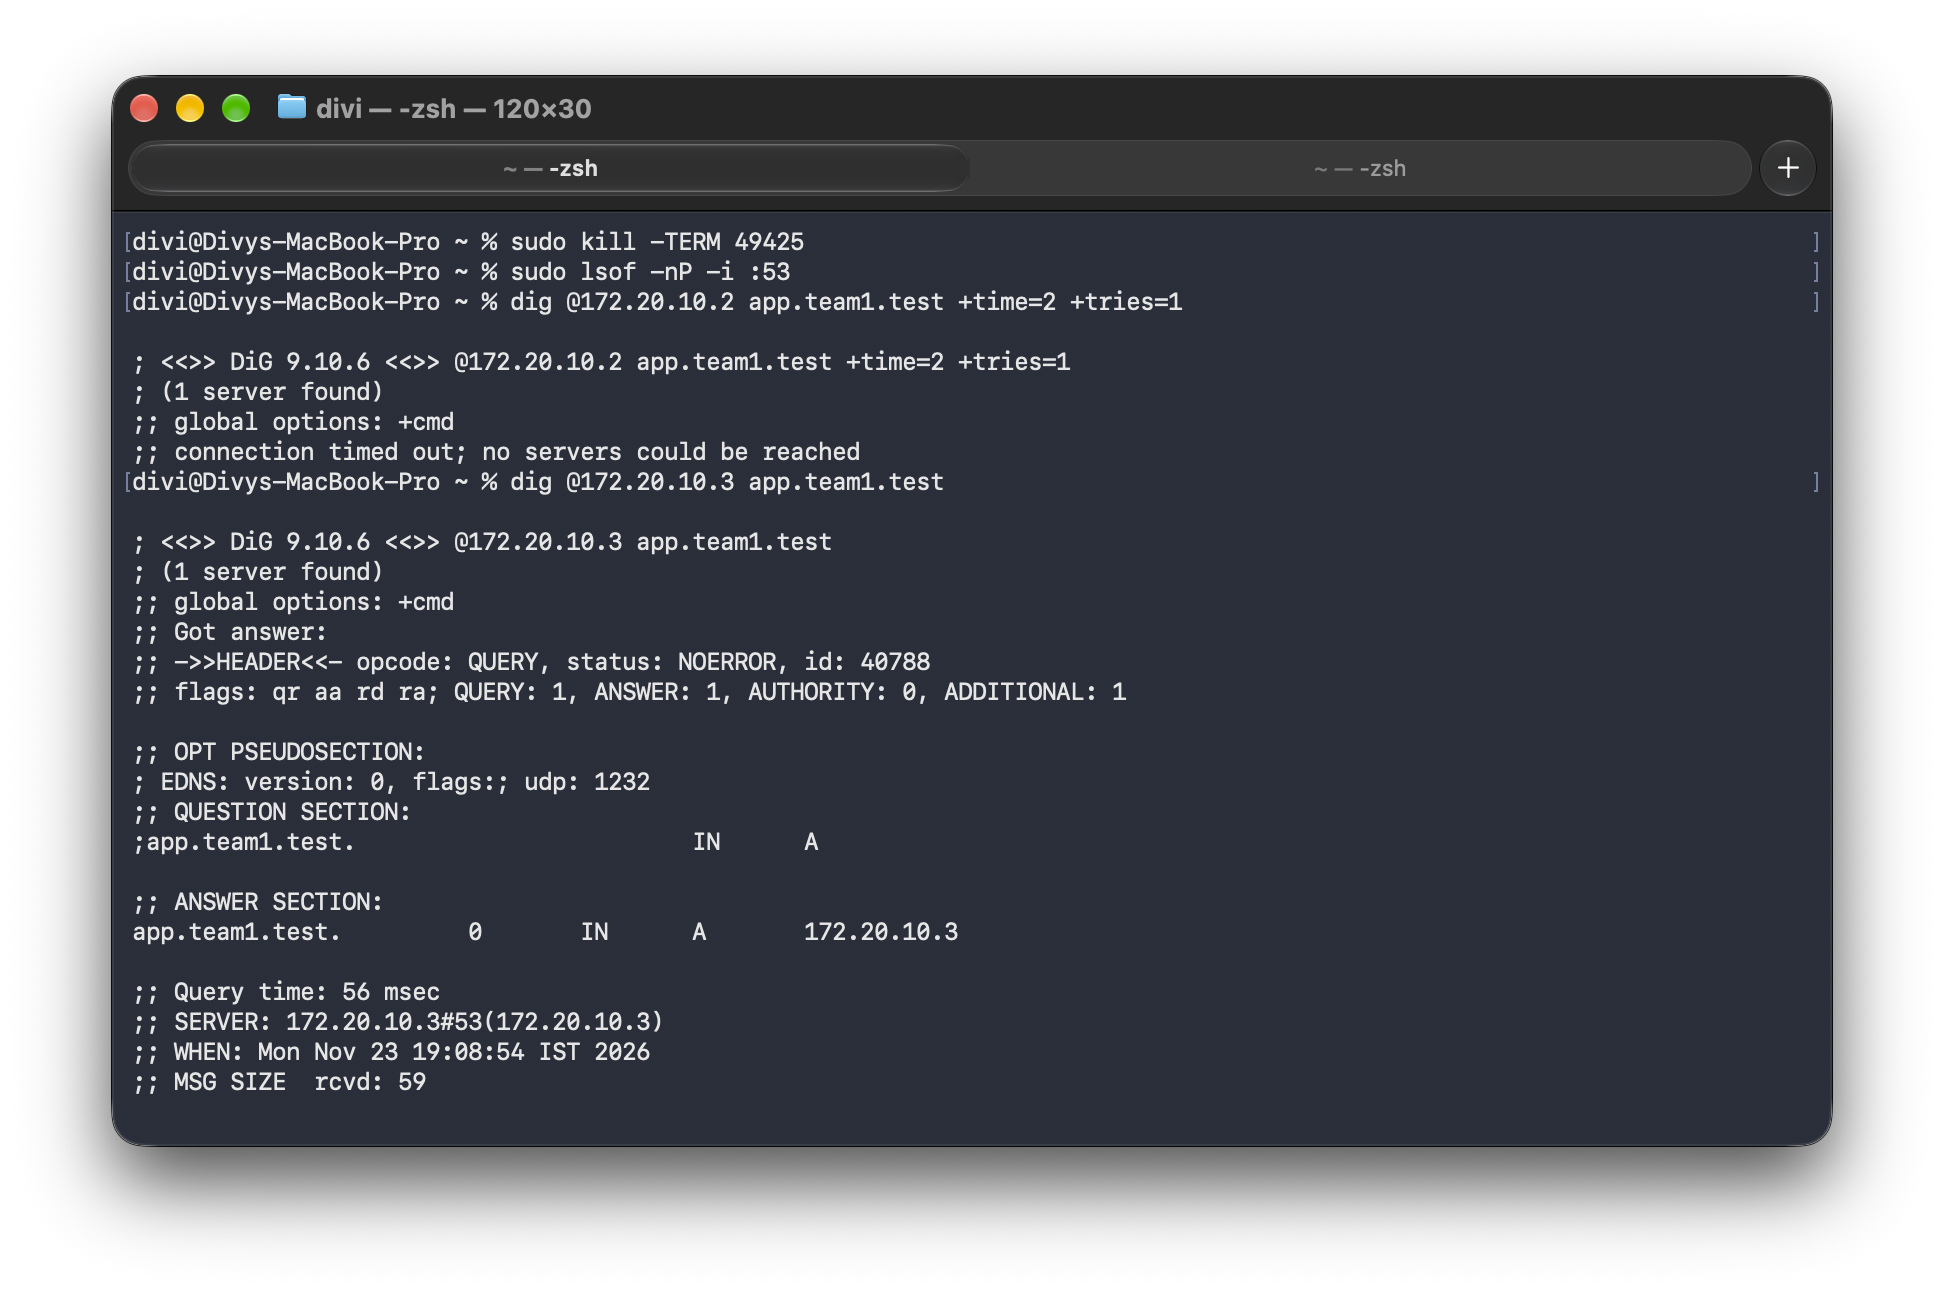 divi — -zsh — 120×30
~ — -zsh
~ — -zsh
+
[divi@Divys-MacBook-Pro ~ % sudo kill -TERM 49425 ]
[divi@Divys-MacBook-Pro ~ % sudo lsof -nP -i :53 ]
[divi@Divys-MacBook-Pro ~ % dig @172.20.10.2 app.team1.test +time=2 +tries=1 ]
; <<>> DiG 9.10.6 <<>> @172.20.10.2 app.team1.test +time=2 +tries=1
; (1 server found)
;; global options: +cmd
;; connection timed out; no servers could be reached
[divi@Divys-MacBook-Pro ~ % dig @172.20.10.3 app.team1.test ]
; <<>> DiG 9.10.6 <<>> @172.20.10.3 app.team1.test
; (1 server found)
;; global options: +cmd
;; Got answer:
;; ->>HEADER<<- opcode: QUERY, status: NOERROR, id: 40788
;; flags: qr aa rd ra; QUERY: 1, ANSWER: 1, AUTHORITY: 0, ADDITIONAL: 1
;; OPT PSEUDOSECTION:
; EDNS: version: 0, flags:; udp: 1232
;; QUESTION SECTION:
;app.team1.test. IN A
;; ANSWER SECTION:
app.team1.test. 0 IN A 172.20.10.3
;; Query time: 56 msec
;; SERVER: 172.20.10.3#53(172.20.10.3)
;; WHEN: Mon Nov 23 19:08:54 IST 2026
;; MSG SIZE  rcvd: 59